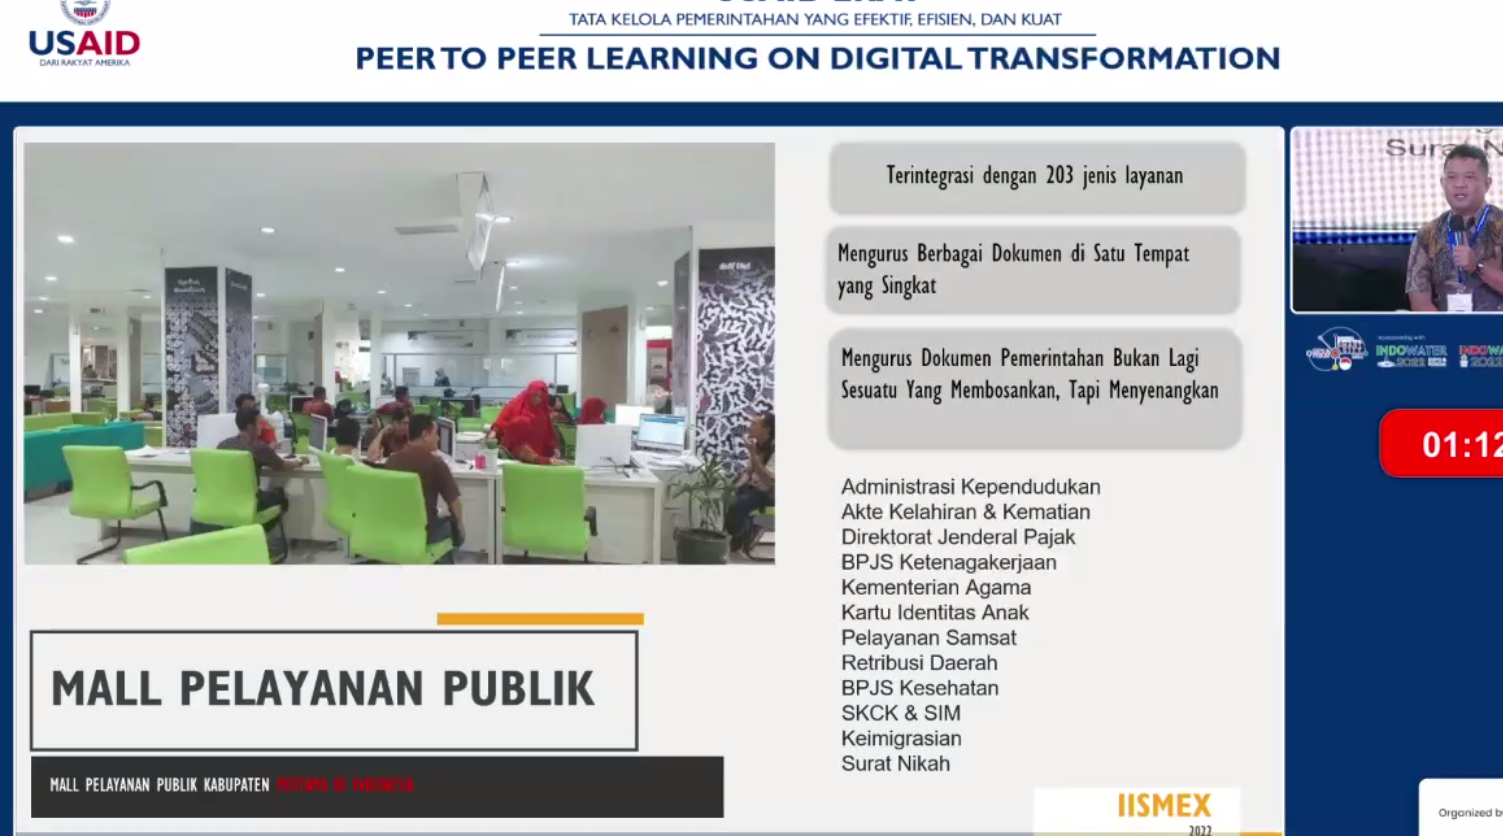 USAID
DARI RAKYAT AMERIKA
TATA KELOLA PEMERINTAHAN YANG EFEKTIF, EFISIEN, DAN KUAT
PEER TO PEER LEARNING ON DIGITAL TRANSFORMATION
Terintegrasi dengan 203 jenis layanan
Mengurus Berbagai Dokumen di Satu Tempat
yang Singkat
Mengurus Dokumen Pemerintahan Bukan Lagi
Sesuatu Yang Membosankan, Tapi Menyenangkan
Administrasi Kependudukan
Akte Kelahiran & Kematian
Direktorat Jenderal Pajak
BPJS Ketenagakerjaan
Kementerian Agama
Kartu Identitas Anak
Pelayanan Samsat
Retribusi Daerah
BPJS Kesehatan
SKCK & SIM
Keimigrasian
Surat Nikah
MALL PELAYANAN PUBLIK
MALL PELAYANAN PUBLIK KABUPATEN PERTAMA DI INDONESIA
IISMEX
2022
INDOWATER
2022
01:12
Organized by